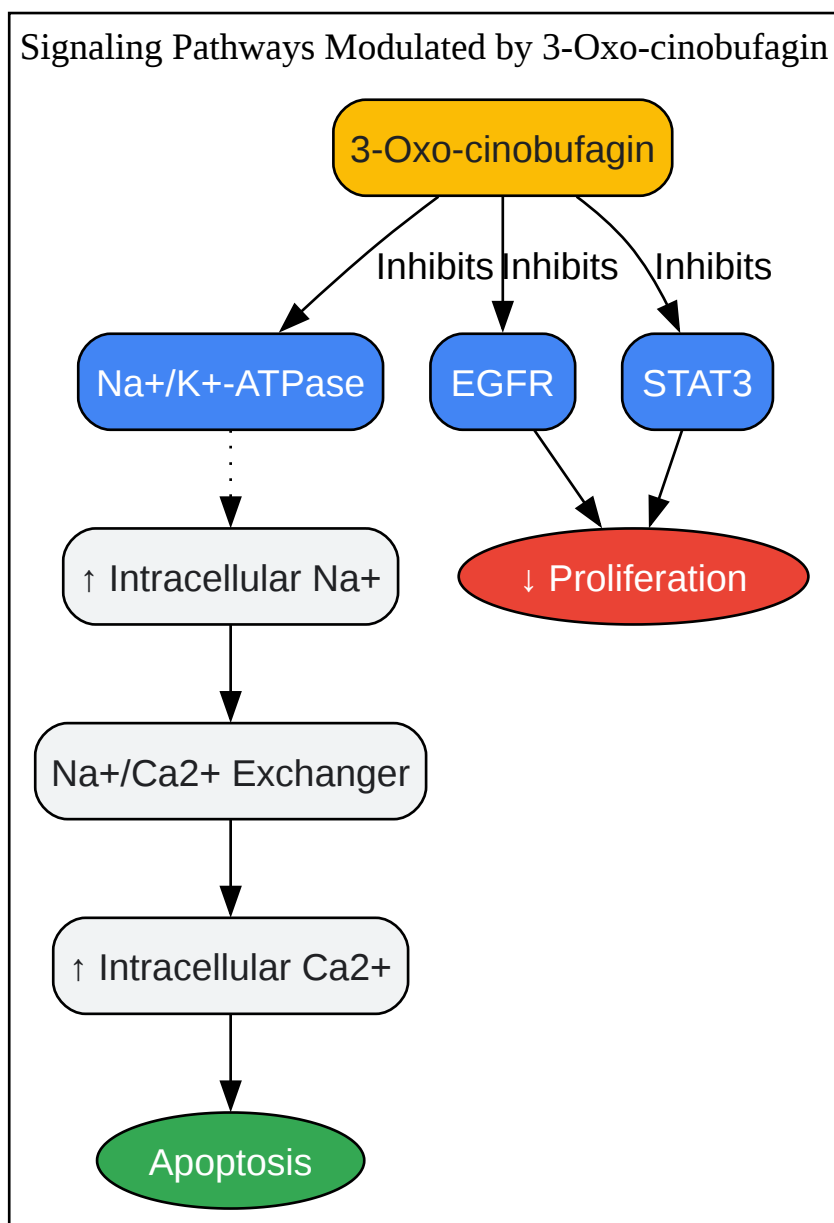 Signaling Pathways Modulated by 3-Oxo-cinobufagin
3-Oxo-cinobufagin
Inhibits
Inhibits
Inhibits
Na+/K+-ATPase
EGFR
STAT3
↑ Intracellular Na+
↓ Proliferation
Na+/Ca2+ Exchanger
↑ Intracellular Ca2+
Apoptosis